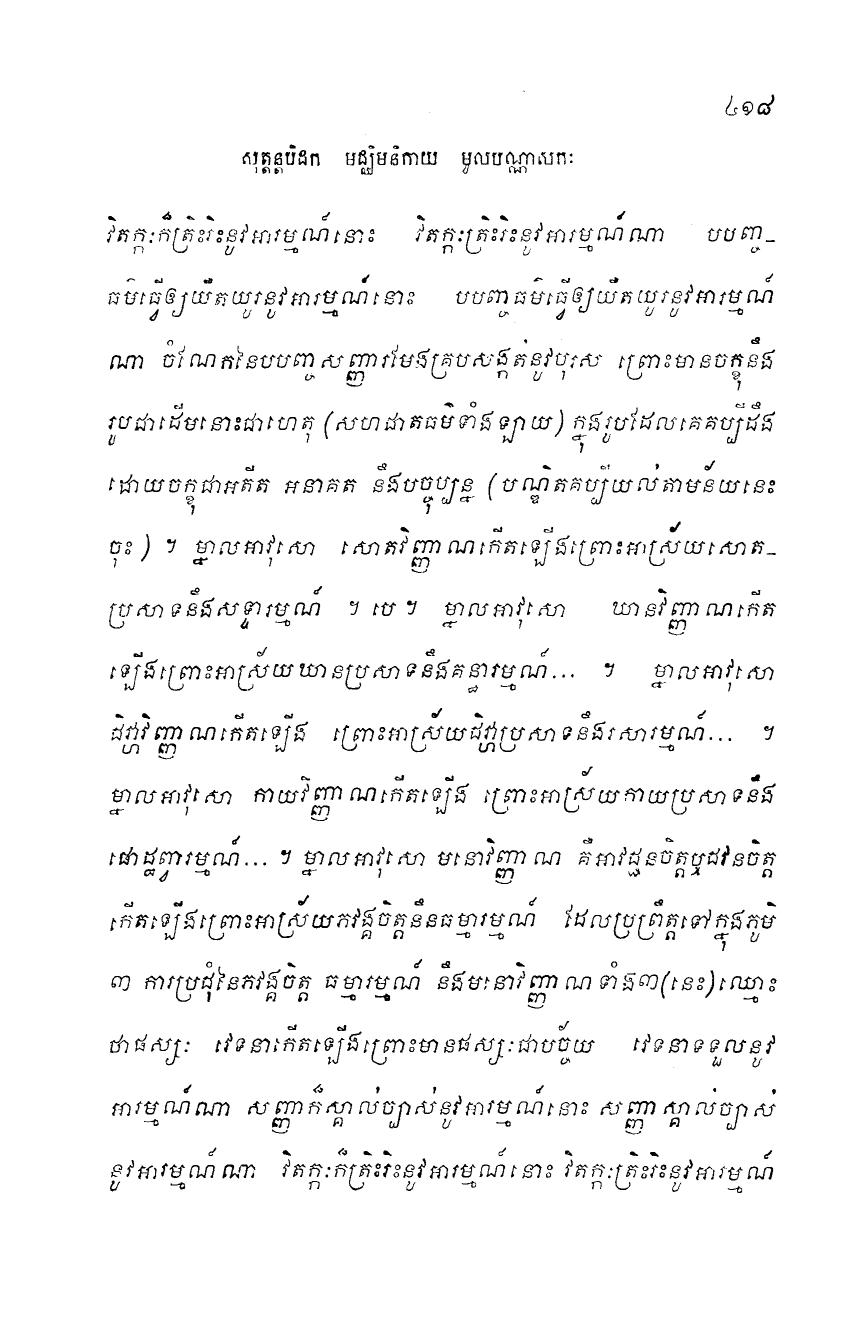 ៤១៨
សុត្តន្តបិដក មជ្ឈិមនិកាយ មូលបណ្ណាសកៈ
វិតក្កៈក៏ត្រិះរិះនូវអារម្មណ៍នោះ វិតក្កៈត្រិះរិះនូវអារម្មណ៍ណា បបញ្ច-
ធម៌ធ្វើឲ្យយឺតយូរនូវអារម្មណ៍នោះ បបញ្ចធម៌ធ្វើឲ្យយឺតយូរនូវអារម្មណ៍
ណា ចំណែកនៃបបញ្ចសញ្ញារមែងគ្របសង្កត់នូវបុរស ព្រោះមានចក្ខុនឹង
រូបជាដើមនោះជាហេតុ (សហជាតធម៌ទាំងឡាយ) ក្នុងរូបដែលគេគប្បីដឹង
ដោយចក្ខុជាអតីត អនាគត នឹងបច្ចុប្បន្ន (បណ្ឌិតគប្បីយល់តាមន័យនេះ
ចុះ) ។ ម្នាលអាវុសោ សោតវិញ្ញាណកើតឡើងព្រោះអាស្រ័យសោត-
ប្រសាទនឹងសទ្ទារម្មណ៍ ។ បេ ។ ម្នាលអាវុសោ ឃានវិញ្ញាណកើត
ឡើងព្រោះអាស្រ័យឃានប្រសាទនឹងគន្ធារម្មណ៍... ។ ម្នាលអាវុសោ
ជិវ្ហាវិញ្ញាណកើតឡើង ព្រោះអាស្រ័យជិវ្ហាប្រសាទនឹងរសារម្មណ៍... ។
ម្នាលអាវុសោ កាយវិញ្ញាណកើតឡើង ព្រោះអាស្រ័យកាយប្រសាទនឹង
ផោដ្ឋព្វារម្មណ៍... ។ ម្នាលអាវុសោ មនោវិញ្ញាណ គឺអាវជ្ជនចិត្តឬជវនចិត្ត
កើតឡើងព្រោះអាស្រ័យភវង្គចិត្តនឹនធម្មារម្មណ៍ ដែលប្រព្រឹត្តទៅក្នុងភូមិ
៣ ការប្រជុំនៃភវង្គចិត្ត ធម្មារម្មណ៍ នឹងមនោវិញ្ញាណទាំង៣(នេះ)ឈ្មោះ
ថាផស្សៈ វេទនាកើតឡើងព្រោះមានផស្សៈជាបច្ច័យ វេទនាទទួលនូវ
អារម្មណ៍ណា សញ្ញាក៏ស្គាល់ច្បាស់នូវអារម្មណ៍នោះ សញ្ញាស្គាល់ច្បាស់
នូវអារម្មណ៍ណា វិតក្កៈក៏ត្រិះរិះនូវអារម្មណ៍នោះ វិតក្កៈត្រិះរិះនូវអារម្មណ៍